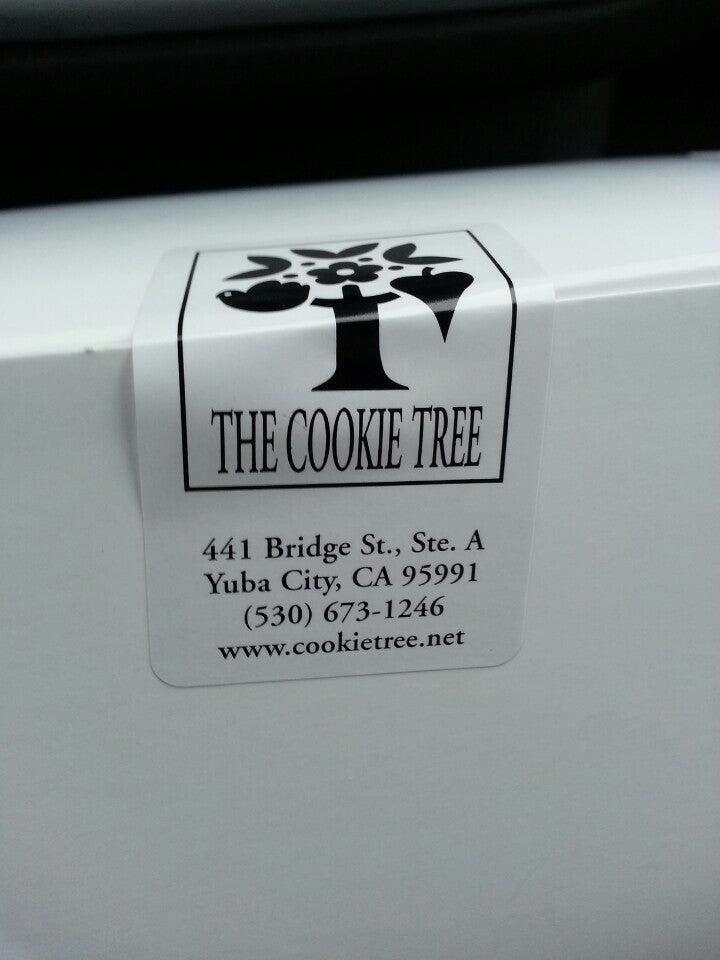 THE COOKIE TREE
441 Bridge St., Ste. A
Yuba City, CA 95991
(530) 673-1246
www.cookietree.net